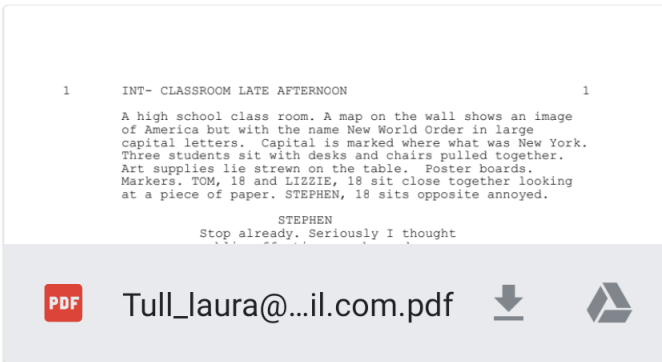 1 INT- CLASSROOM LATE AFTERNOON 1
A high school class room. A map on the wall shows an image
of America but with the name New World Order in large
capital letters. Capital is marked where what was New York.
Three students sit with desks and chairs pulled together.
Art supplies lie strewn on the table. Poster boards.
Markers. TOM, 18 and LIZZIE, 18 sit close together looking
at a piece of paper. STEPHEN, 18 sits opposite annoyed.
STEPHEN
Stop already. Seriously I thought
PDF Tull_laura@...il.com.pdf